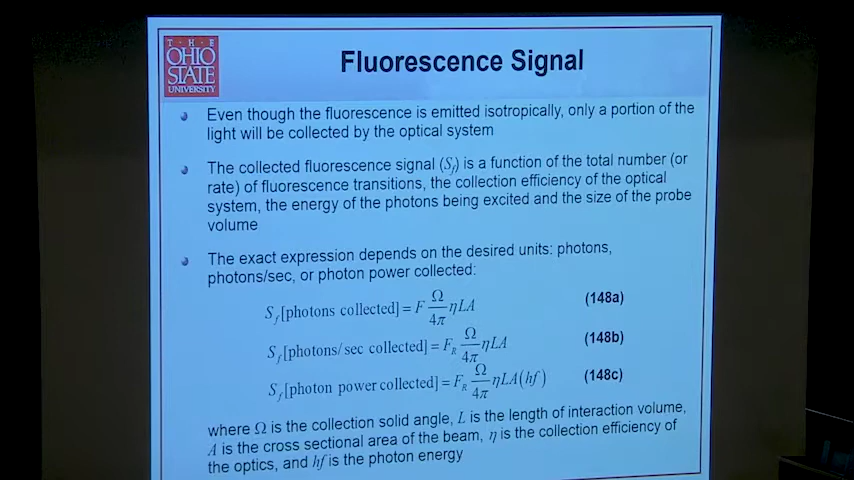 T · H · E
OHIO
STATE
UNIVERSITY
Fluorescence Signal
Even though the fluorescence is emitted isotropically, only a portion of the
light will be collected by the optical system
The collected fluorescence signal (S_f) is a function of the total number (or
rate) of fluorescence transitions, the collection efficiency of the optical
system, the energy of the photons being excited and the size of the probe
volume
The exact expression depends on the desired units: photons,
photons/sec, or photon power collected:
S_f[photons collected] = F Ω/4π ηLA (148a)
S_f[photons/sec collected] = F_R Ω/4π ηLA (148b)
S_f[photon power collected] = F_R Ω/4π ηLA(hf) (148c)
where Ω is the collection solid angle, L is the length of interaction volume,
A is the cross sectional area of the beam, η is the collection efficiency of
the optics, and hf is the photon energy